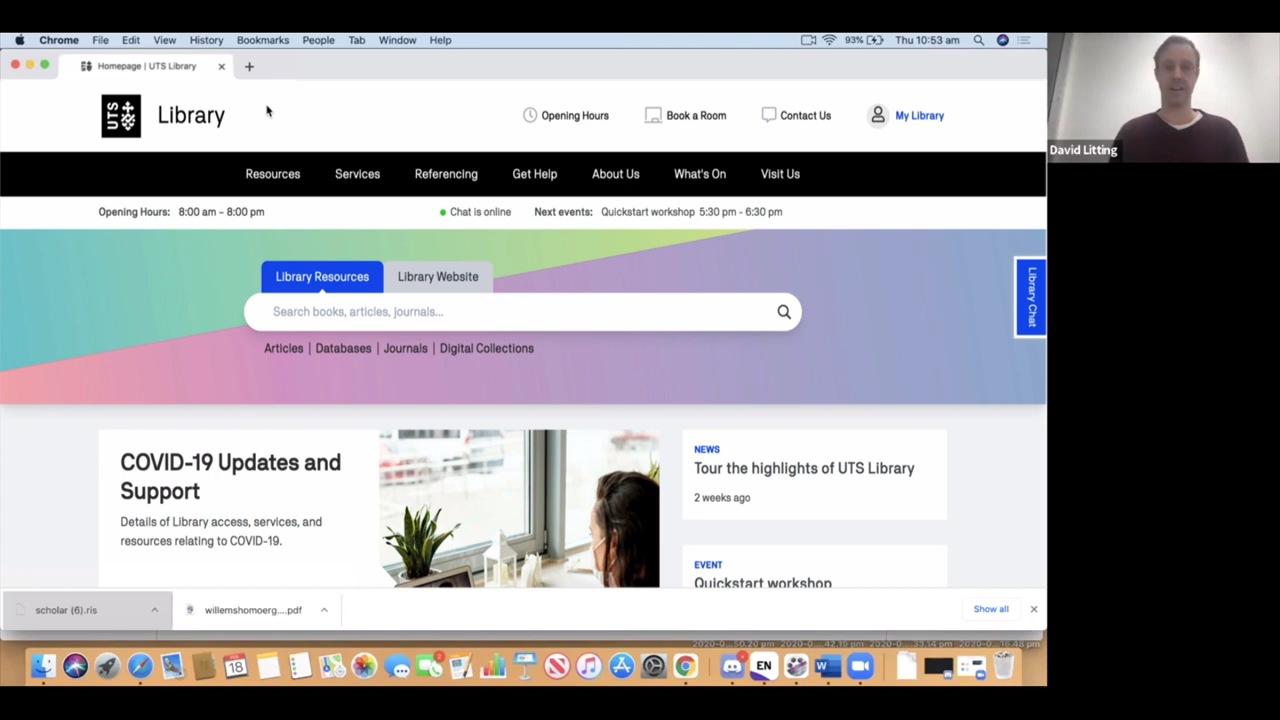 Chrome File Edit View History Bookmarks People Tab Window Help 93% Thu 10:53 am
Homepage | UTS Library
UTS Library
Opening Hours Book a Room Contact Us My Library
Resources Services Referencing Get Help About Us What's On Visit Us
Opening Hours: 8:00 am – 8:00 pm Chat is online Next events: Quickstart workshop 5:30 pm - 6:30 pm
Library Resources Library Website
Search books, articles, journals...
Articles | Databases | Journals | Digital Collections
Library Chat
COVID-19 Updates and
Support
Details of Library access, services, and
resources relating to COVID-19.
NEWS
Tour the highlights of UTS Library
2 weeks ago
EVENT
Quickstart workshop
scholar (6).ris willemshomoerg....pdf Show all
18
EN
David Litting